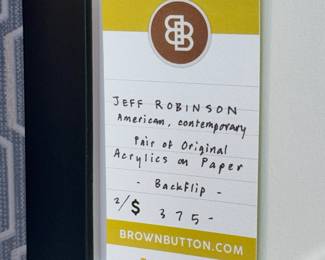 JEFF ROBINSON
American, contemporary
Pair of Original
Acrylics on Paper
- Backflip -
2/$ 375-
BROWNBUTTON.COM